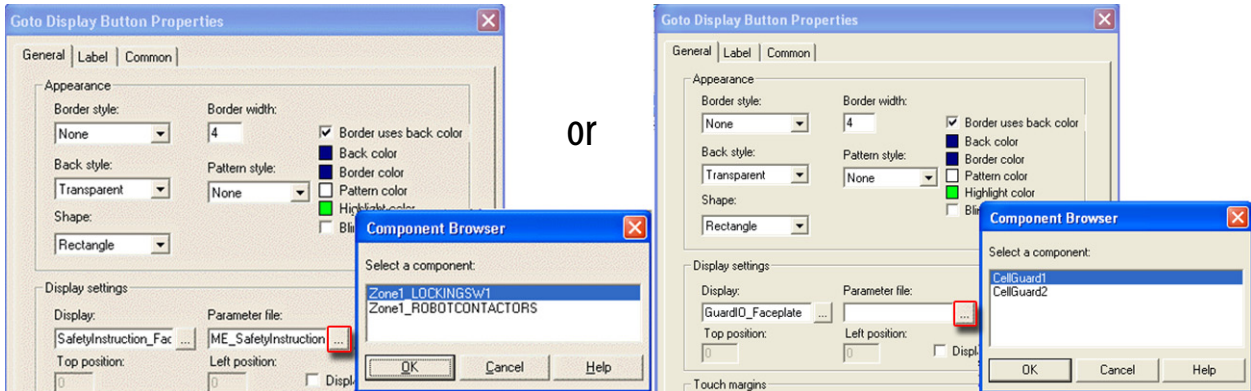 Goto Display Button Properties
General Label Common
Appearance
Border style:
Border width:
None
4
Border uses back color
Back color
Back style:
Pattern style:
Border color
Transparent
None
Pattern color
Highlight color
Shape:
Rectangle
Display settings
Display:
Parameter file:
SafetyInstruction_Fac ...
ME_SafetyInstruction ...
Top position:
Left position:
0
0
Component Browser
Select a component:
Zone1_LOCKINGSW1
Zone1_ROBOTCONTACTORS
OK
Cancel
Help
or
Goto Display Button Properties
General Label Common
Appearance
Border style:
Border width:
None
4
Border uses back color
Back color
Back style:
Pattern style:
Border color
Transparent
None
Pattern color
Highlight color
Shape:
Rectangle
Display settings
Display:
Parameter file:
GuardIO_Faceplate ...
...
Top position:
Left position:
0
0
Touch margins
Component Browser
Select a component:
CellGuard1
CellGuard2
OK
Cancel
Help